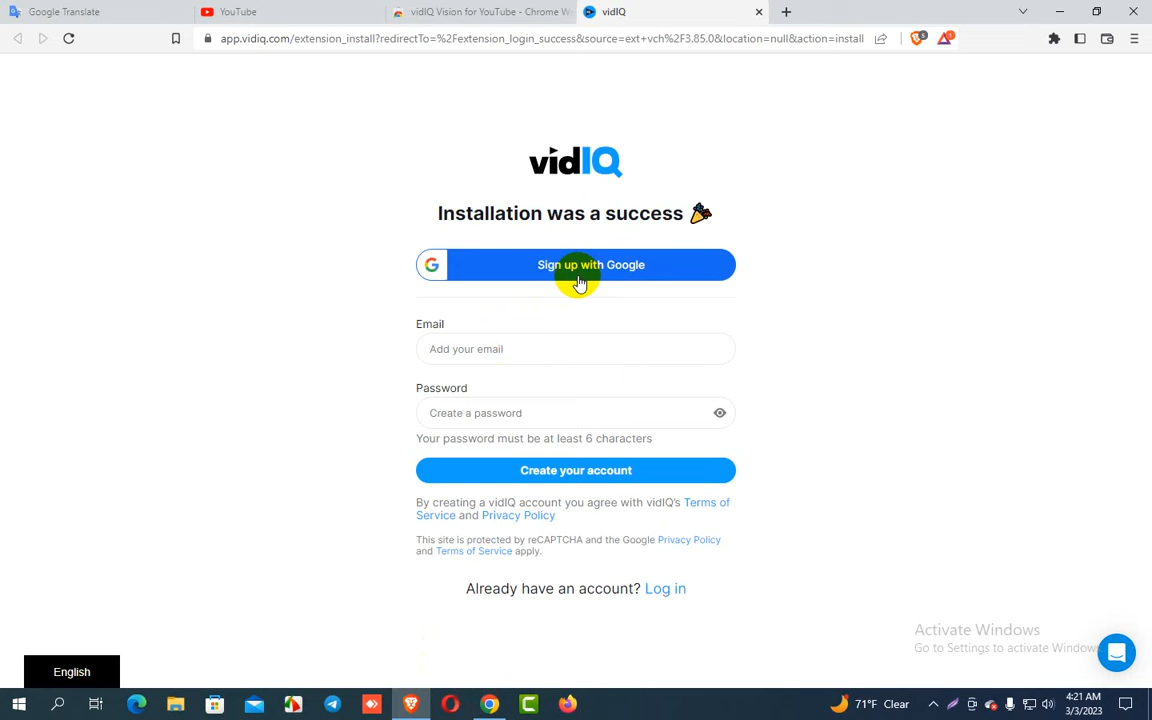 Google Translate
YouTube
vidIQ Vision for YouTube - Chrome We
vidIQ
app.vidiq.com/extension_install?redirectTo=%2Fextension_login_success&source=ext+vch%2F3.85.0&location=null&action=install
vidIQ
Installation was a success
Sign up with Google
Email
Add your email
Password
Create a password
Your password must be at least 6 characters
Create your account
By creating a vidIQ account you agree with vidIQ's Terms of
Service and Privacy Policy
This site is protected by reCAPTCHA and the Google Privacy Policy
and Terms of Service apply.
Already have an account? Log in
Activate Windows
Go to Settings to activate Windows
English
71°F Clear
4:21 AM
3/3/2023